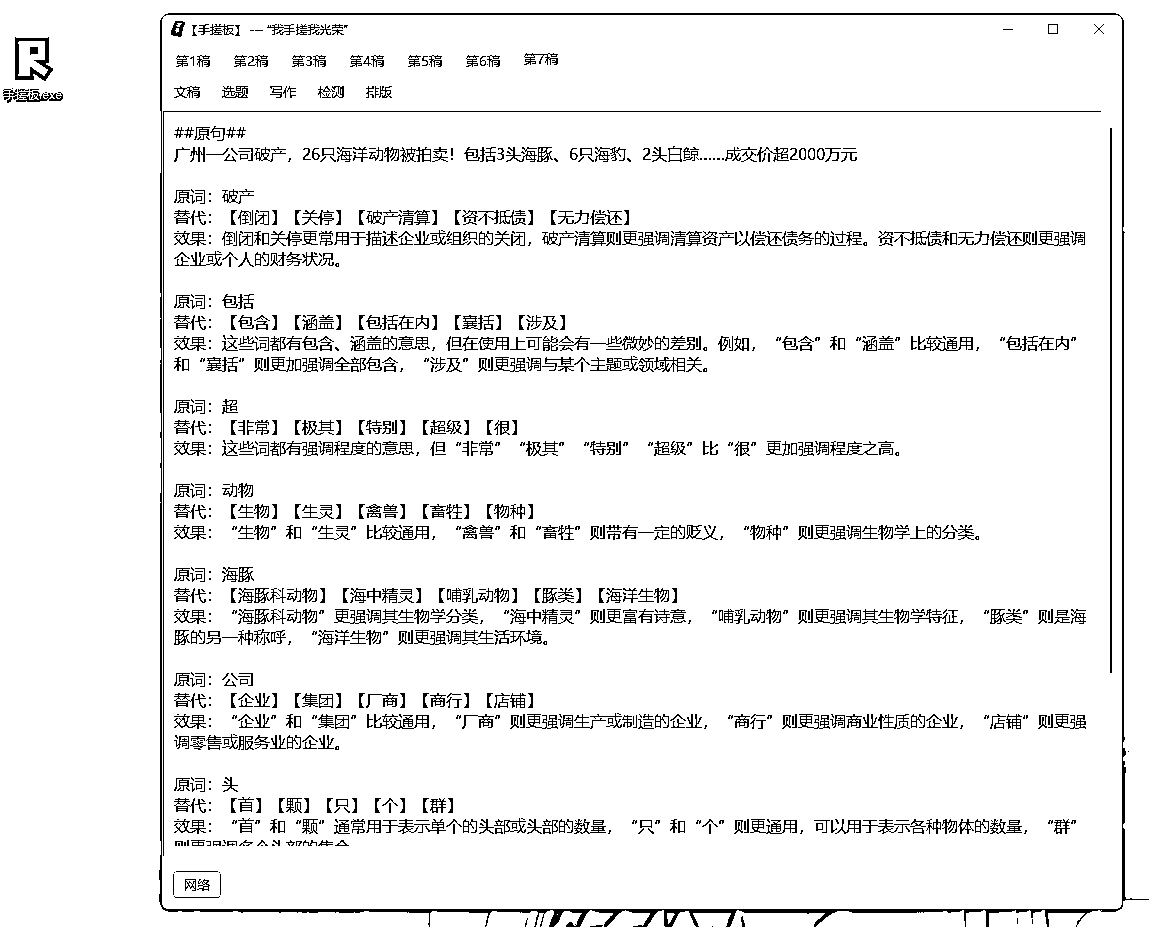 【手搓板】 --- “我手搓我光荣”
手搓板.exe
第1稿 第2稿 第3稿 第4稿 第5稿 第6稿 第7稿
文稿 选题 写作 检测 排版
##原句##
广州一公司破产，26只海洋动物被拍卖！包括3头海豚、6只海豹、2头白鲸......成交价超2000万元
原词：破产
替代：【倒闭】【关停】【破产清算】【资不抵债】【无力偿还】
效果：倒闭和关停更常用于描述企业或组织的关闭，破产清算则更强调清算资产以偿还债务的过程。资不抵债和无力偿还则更强调
企业或个人的财务状况。
原词：包括
替代：【包含】【涵盖】【包括在内】【囊括】【涉及】
效果：这些词都有包含、涵盖的意思，但在使用上可能会有一些微妙的差别。例如，“包含”和“涵盖”比较通用，“包括在内”
和“囊括”则更加强调全部包含，“涉及”则更强调与某个主题或领域相关。
原词：超
替代：【非常】【极其】【特别】【超级】【很】
效果：这些词都有强调程度的意思，但“非常”“极其”“特别”“超级”比“很”更加强调程度之高。
原词：动物
替代：【生物】【生灵】【禽兽】【畜牲】【物种】
效果：“生物”和“生灵”比较通用，“禽兽”和“畜牲”则带有一定的贬义，“物种”则更强调生物学上的分类。
原词：海豚
替代：【海豚科动物】【海中精灵】【哺乳动物】【豚类】【海洋生物】
效果：“海豚科动物”更强调其生物学分类，“海中精灵”则更富有诗意，“哺乳动物”则更强调其生物学特征，“豚类”则是海
豚的另一种称呼，“海洋生物”则更强调其生活环境。
原词：公司
替代：【企业】【集团】【厂商】【商行】【店铺】
效果：“企业”和“集团”比较通用，“厂商”则更强调生产或制造的企业，“商行”则更强调商业性质的企业，“店铺”则更强
调零售或服务业的企业。
原词：头
替代：【首】【颗】【只】【个】【群】
效果：“首”和“颗”通常用于表示单个的头部或头部的数量，“只”和“个”则更通用，可以用于表示各种物体的数量，“群”
则更强调多个头部的集合
网络